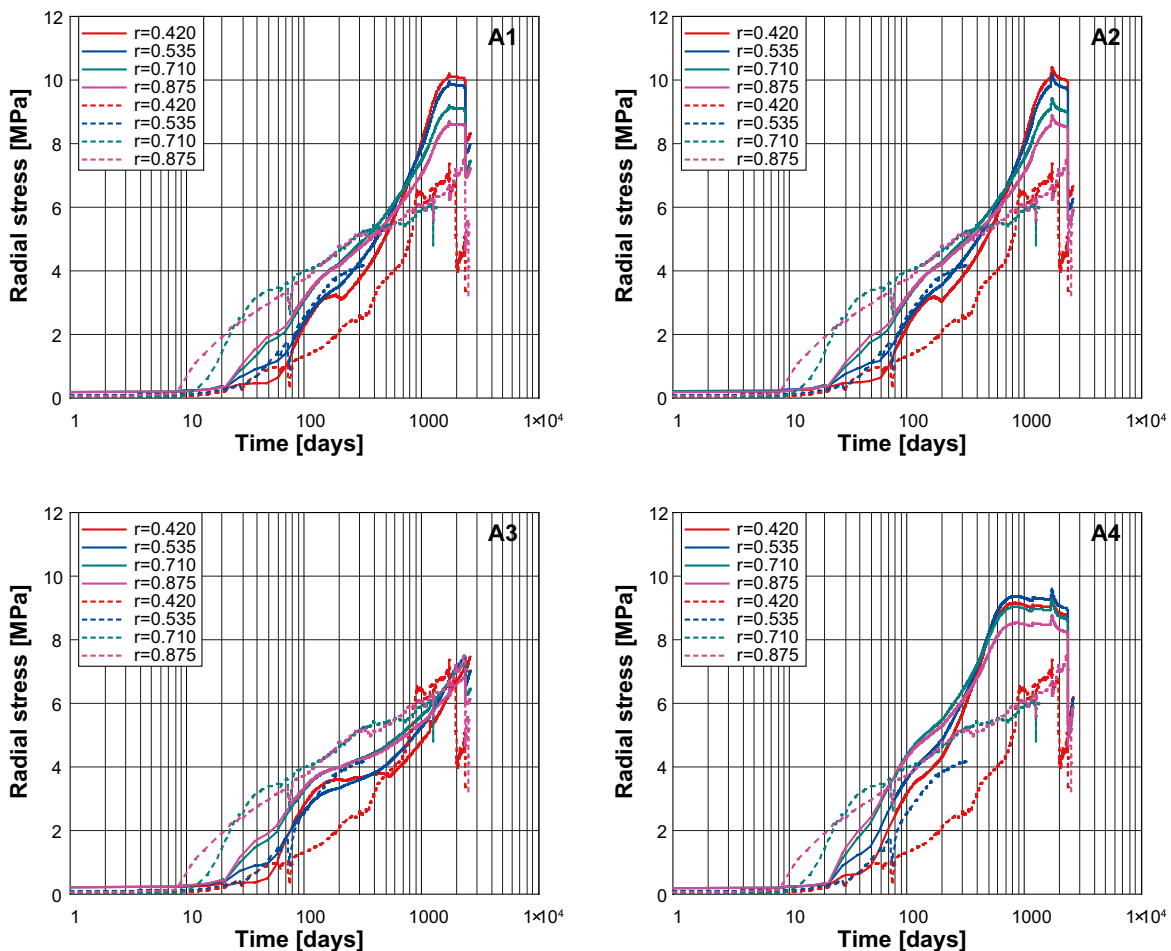 A1
Radial stress [MPa]
12
10
8
6
4
2
0
r=0.420
r=0.535
r=0.710
r=0.875
r=0.420
r=0.535
r=0.710
r=0.875
1
10
100
1000
1×10⁴
Time [days]
A2
Radial stress [MPa]
12
10
8
6
4
2
0
r=0.420
r=0.535
r=0.710
r=0.875
r=0.420
r=0.535
r=0.710
r=0.875
1
10
100
1000
1×10⁴
Time [days]
A3
Radial stress [MPa]
12
10
8
6
4
2
0
r=0.420
r=0.535
r=0.710
r=0.875
r=0.420
r=0.535
r=0.710
r=0.875
1
10
100
1000
1×10⁴
Time [days]
A4
Radial stress [MPa]
12
10
8
6
4
2
0
r=0.420
r=0.535
r=0.710
r=0.875
r=0.420
r=0.535
r=0.710
r=0.875
1
10
100
1000
1×10⁴
Time [days]